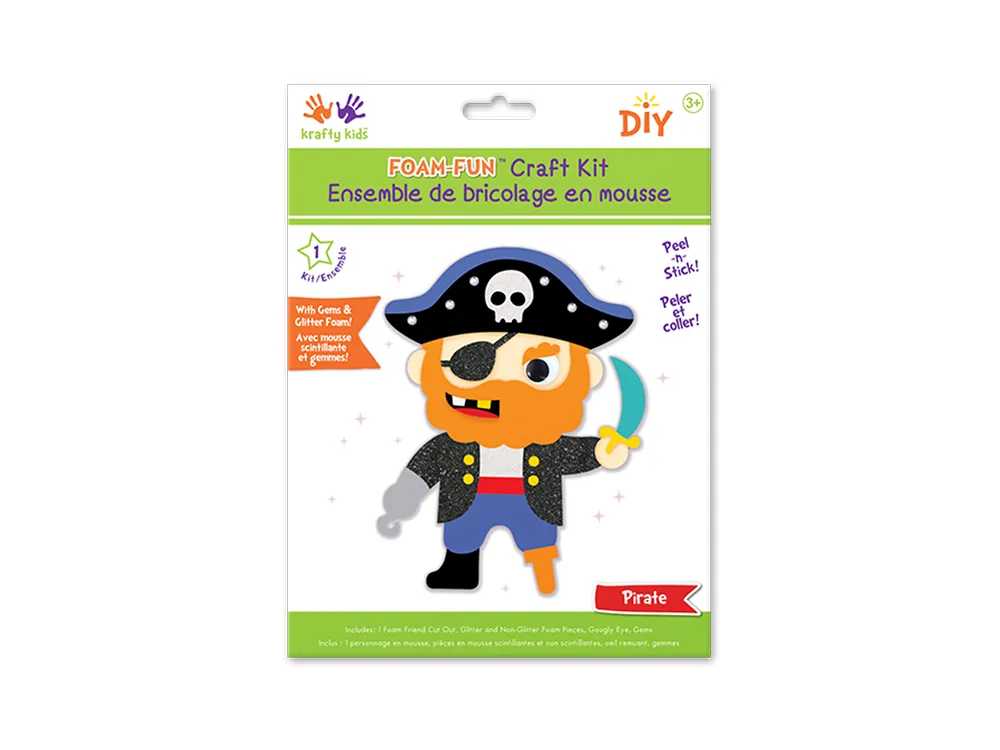 krafty kids™
DiY
3+
FOAM-FUN™ Craft Kit
Ensemble de bricolage en mousse
1
Kit/Ensemble
Peel
-n-
Stick!
Peler
et
coller!
With Gems &
Glitter Foam!
Avec mousse
scintillante
et gemmes!
Pirate
Includes: 1 Foam Friend Cut Out, Glitter and Non-Glitter Foam Pieces, Googly Eye, Gems
Inclus : 1 personnage en mousse, pièces en mousse scintillantes et non scintillantes, oeil remuant, gemmes